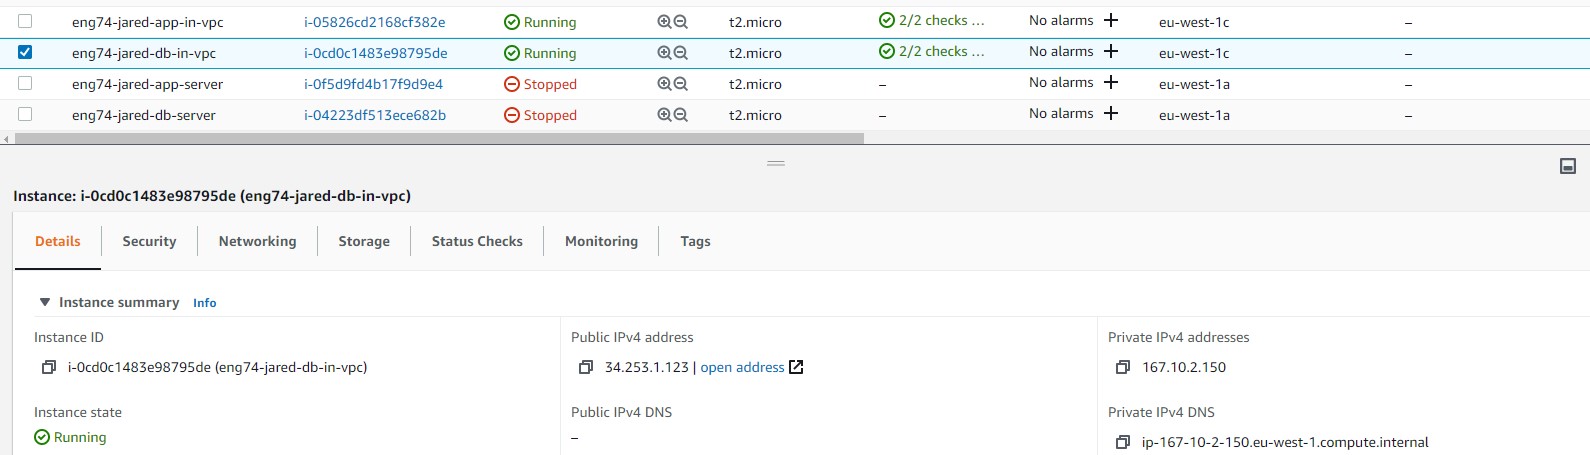 eng74-jared-app-in-vpc i-05826cd2168cf382e Running t2.micro 2/2 checks ... No alarms + eu-west-1c –
eng74-jared-db-in-vpc i-0cd0c1483e98795de Running t2.micro 2/2 checks ... No alarms + eu-west-1c –
eng74-jared-app-server i-0f5d9fd4b17f9d9e4 Stopped t2.micro – No alarms + eu-west-1a –
eng74-jared-db-server i-04223df513ece682b Stopped t2.micro – No alarms + eu-west-1a –
Instance: i-0cd0c1483e98795de (eng74-jared-db-in-vpc)
Details Security Networking Storage Status Checks Monitoring Tags
Instance summary Info
Instance ID Public IPv4 address Private IPv4 addresses
i-0cd0c1483e98795de (eng74-jared-db-in-vpc) 34.253.1.123 | open address 167.10.2.150
Instance state Public IPv4 DNS Private IPv4 DNS
Running – ip-167-10-2-150.eu-west-1.compute.internal